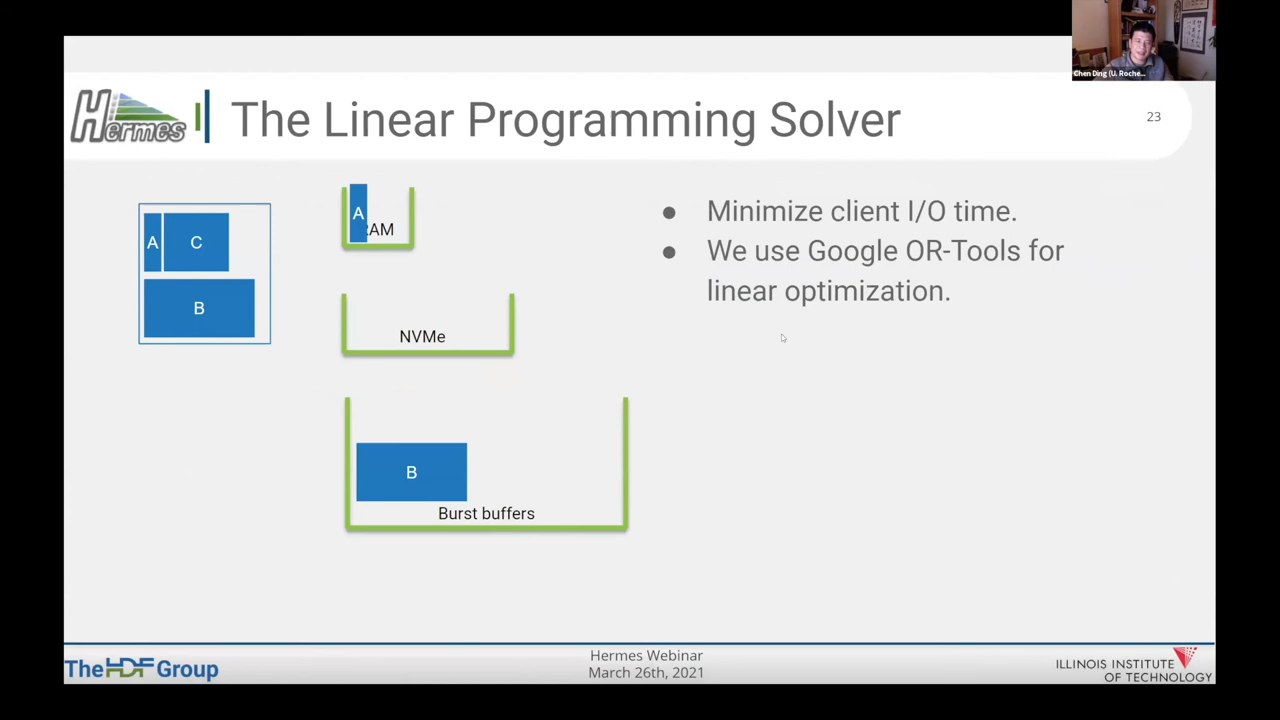 Chen Ding (U. Roche...
Hermes
The Linear Programming Solver
23
A
C
B
A
RAM
NVMe
B
Burst buffers
● Minimize client I/O time.
● We use Google OR-Tools for
linear optimization.
The HDF Group
Hermes Webinar
March 26th, 2021
ILLINOIS INSTITUTE
OF TECHNOLOGY